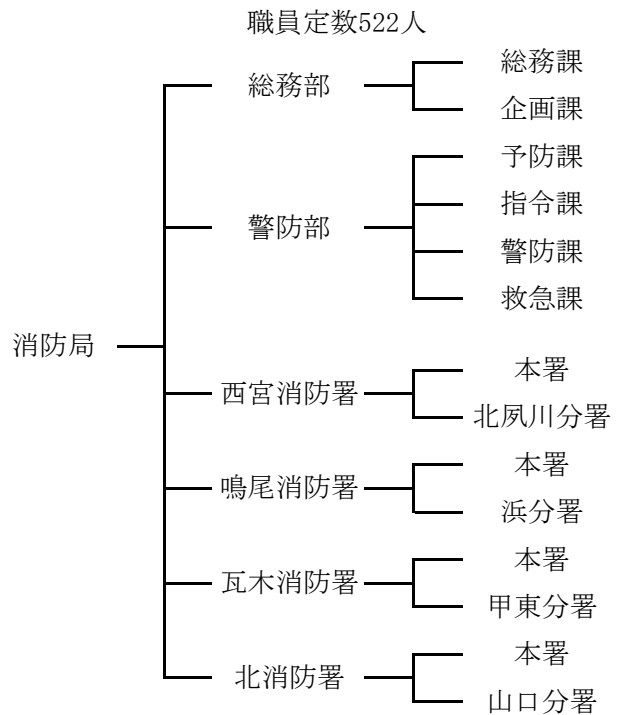 職員定数522人
総務部
総務課
企画課
警防部
予防課
指令課
警防課
救急課
消防局
西宮消防署
本署
北夙川分署
鳴尾消防署
本署
浜分署
瓦木消防署
本署
甲東分署
北消防署
本署
山口分署